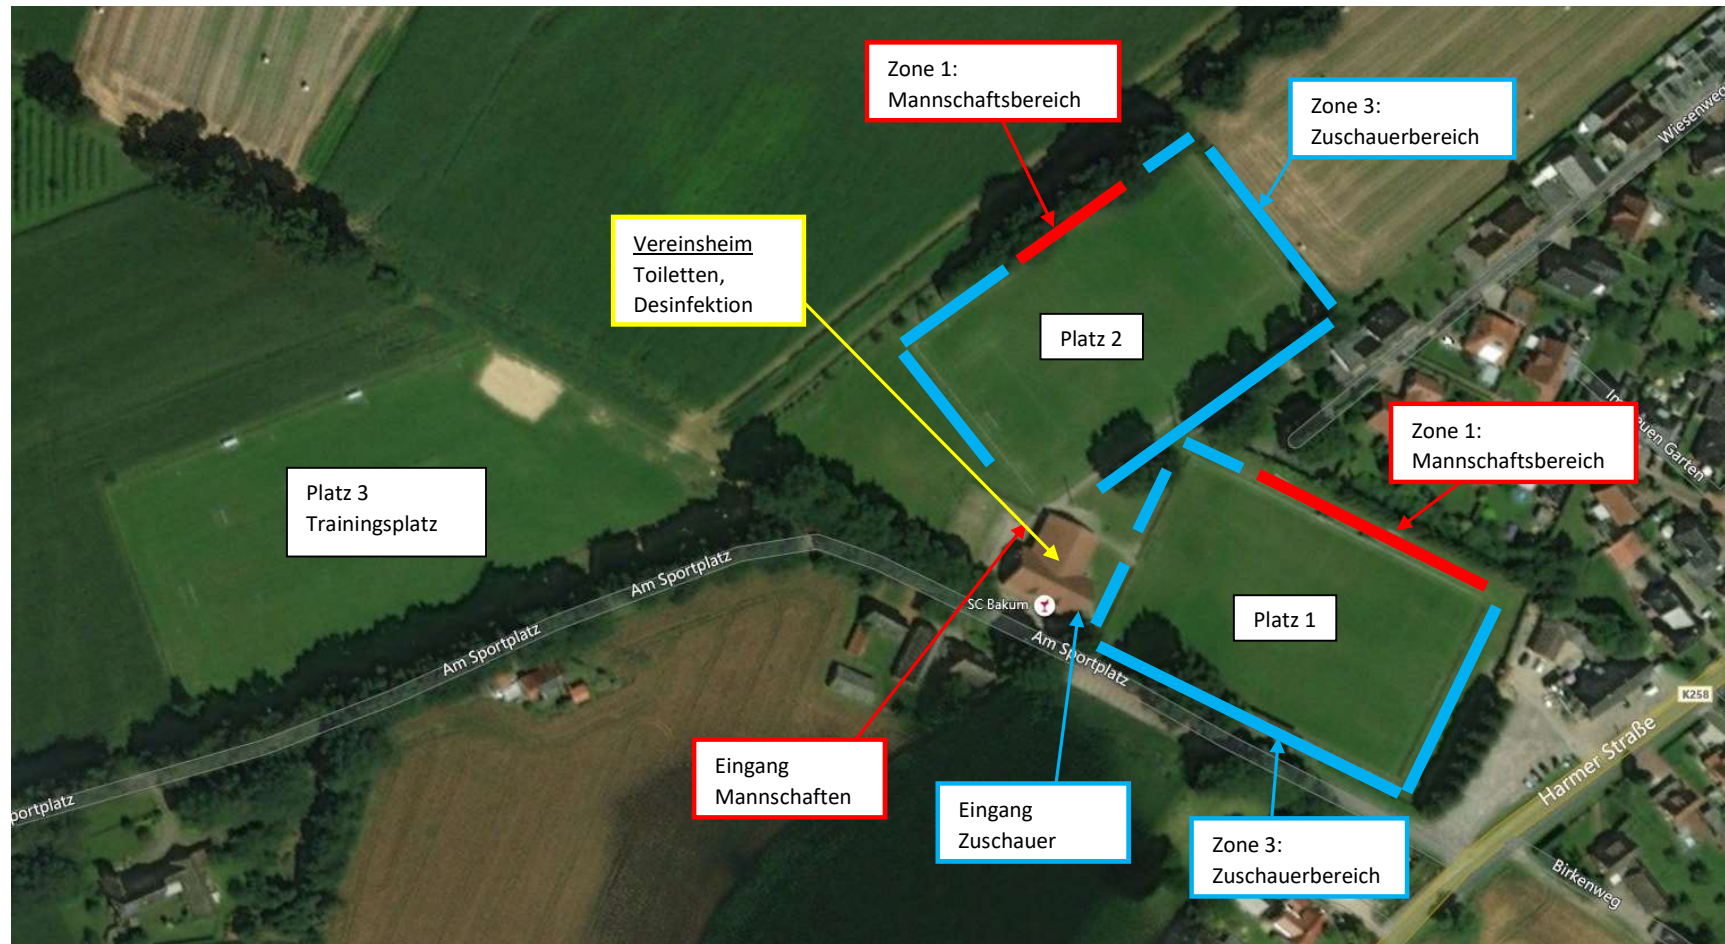 Zone 1:
Mannschaftsbereich
Zone 3:
Zuschauerbereich
Wiesenweg
Vereinsheim
Toiletten,
Desinfektion
Platz 2
Zone 1:
Mannschaftsbereich
Garten
Platz 3
Trainingsplatz
Am Sportplatz
Am Sportplatz
SC Bakum
Am Sportplatz
Platz 1
K258
Harmer Straße
Eingang
Mannschaften
Eingang
Zuschauer
Zone 3:
Zuschauerbereich
Birkenweg